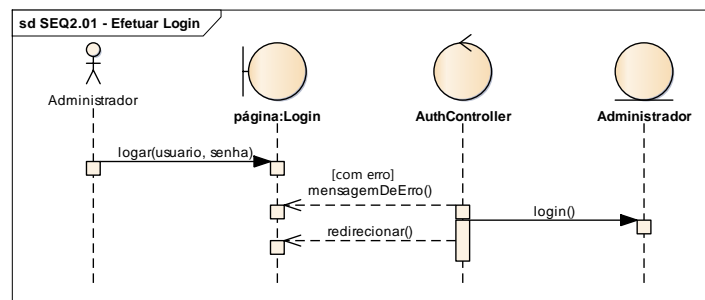 sd SEQ2.01 - Efetuar Login
Administrador
página:Login
AuthController
Administrador
logar(usuario, senha)
[com erro]
mensagemDeErro()
login()
redirecionar()